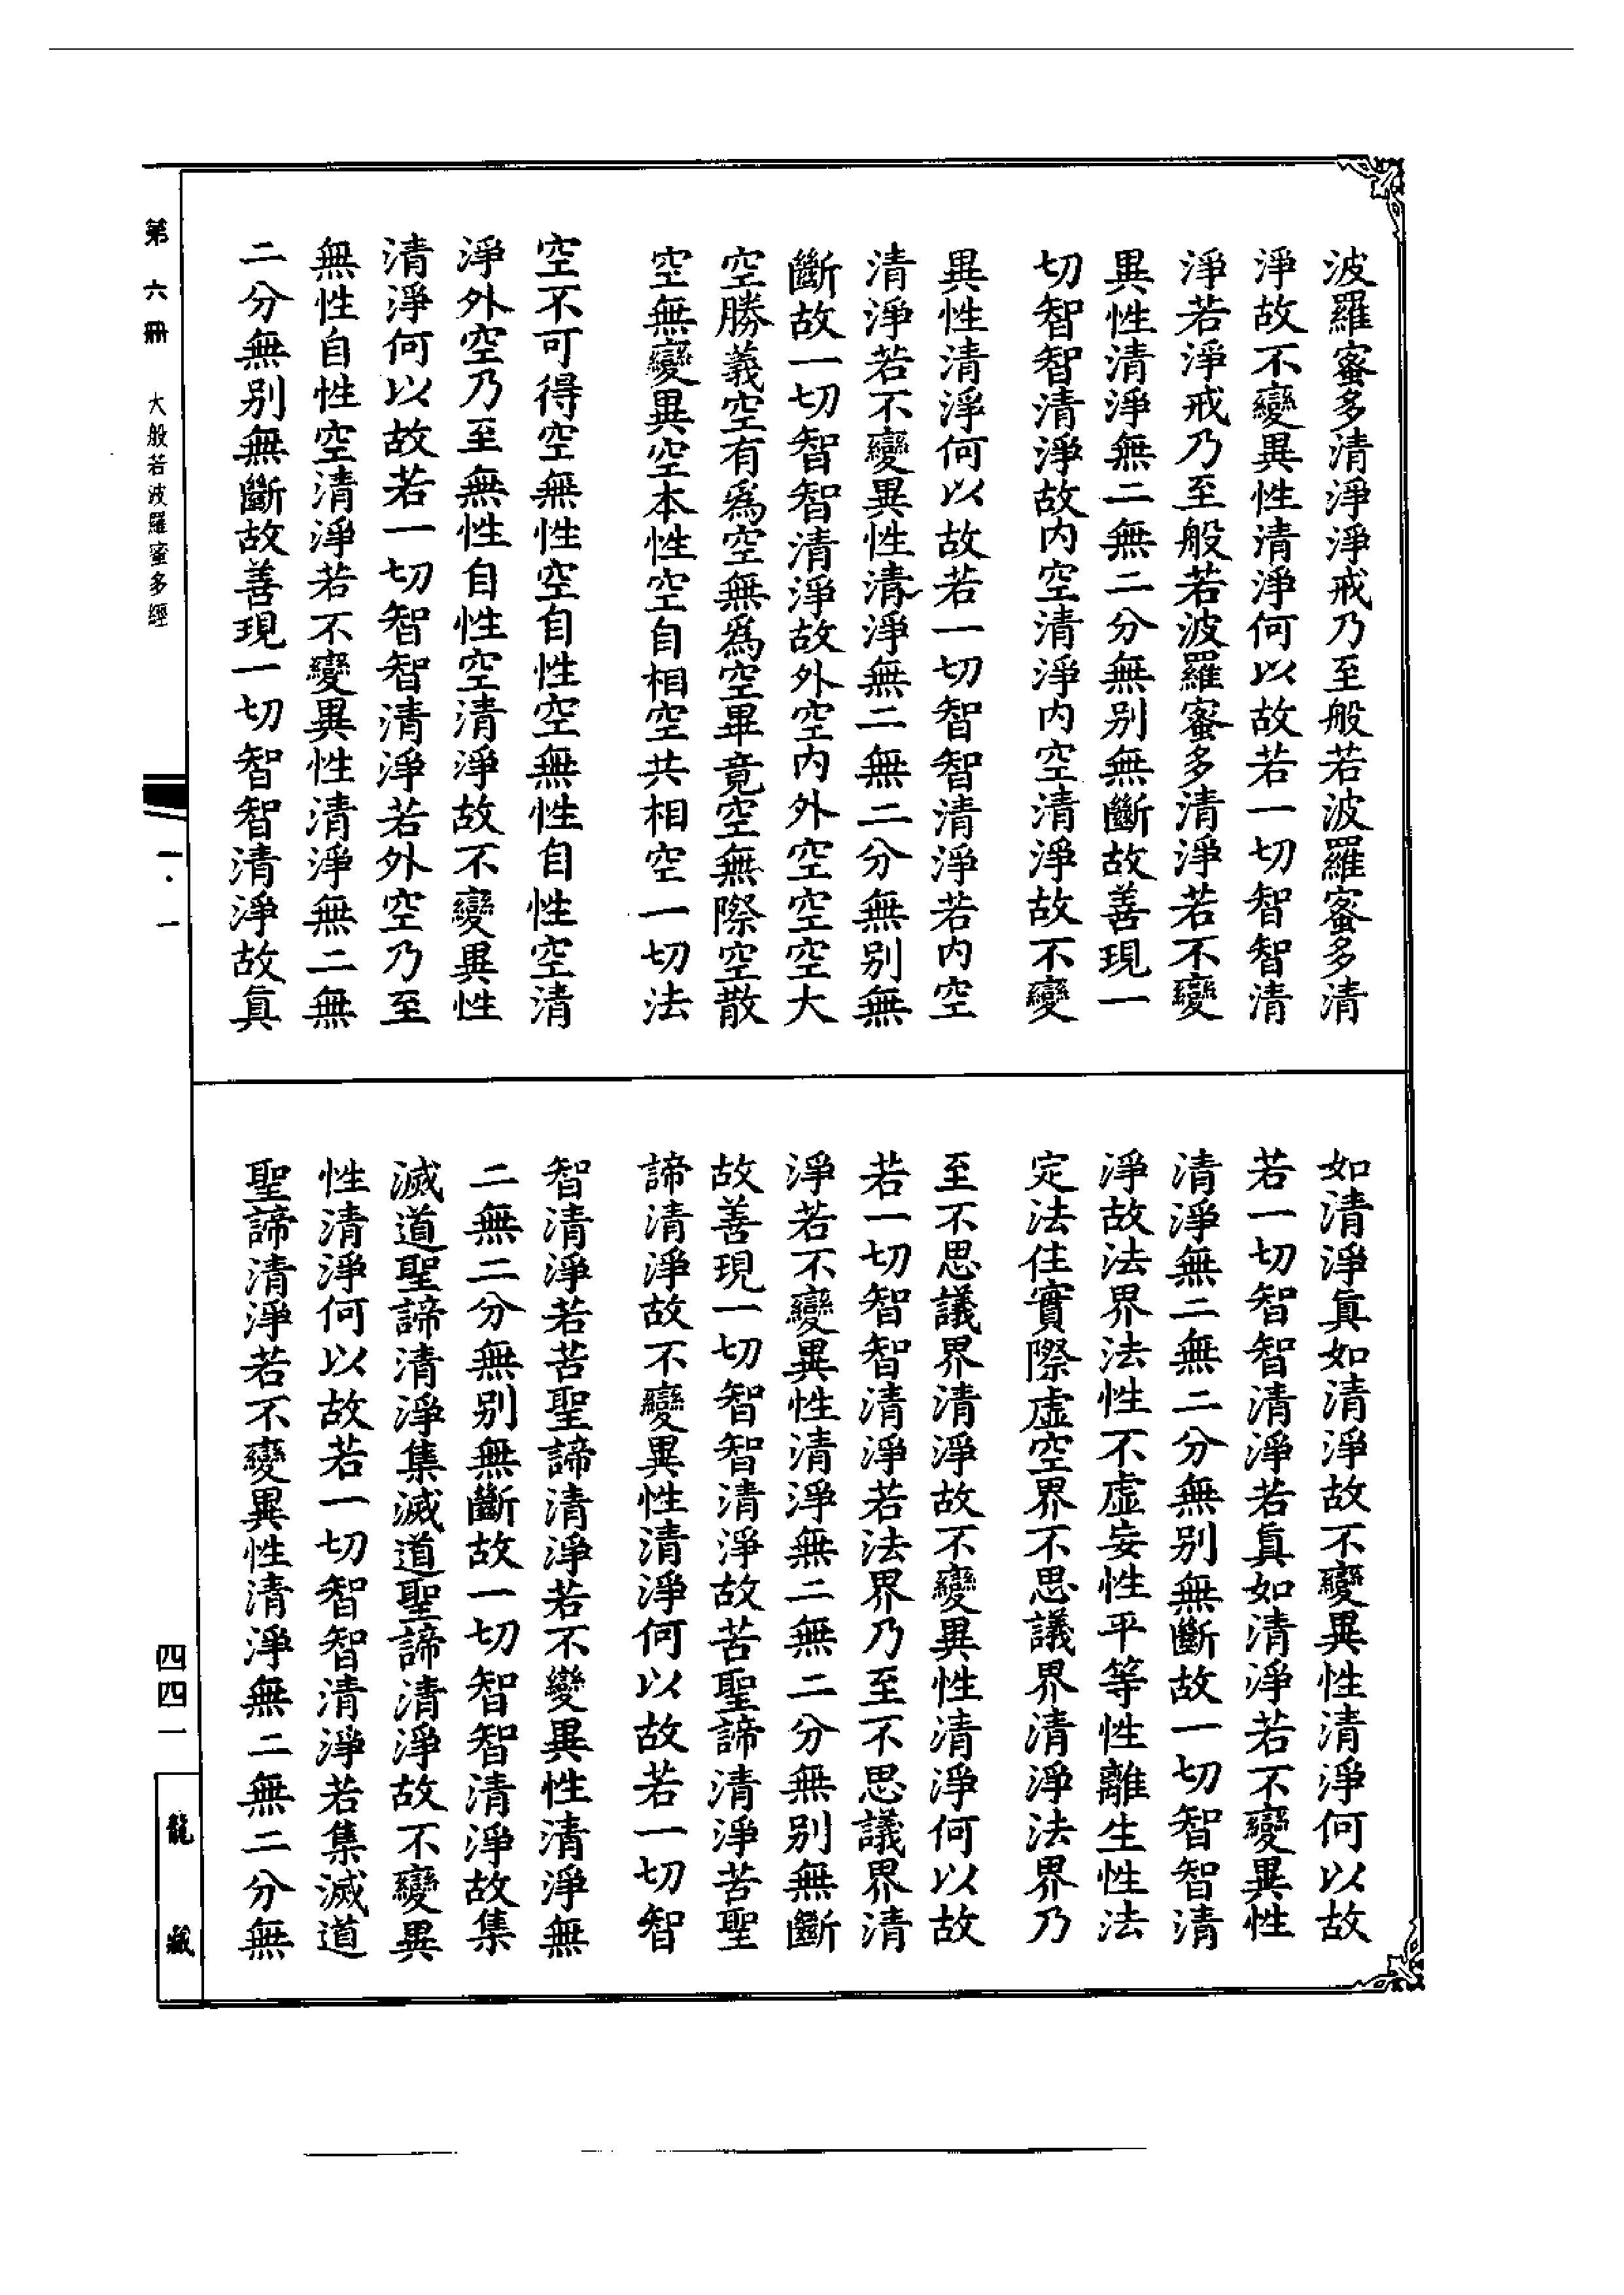 波羅蜜多清淨淨戒乃至般若波羅蜜多清
淨故不變異性清淨何以故若一切智智清
淨若淨戒乃至般若波羅蜜多清淨若不變
異性清淨無二無二分無別無斷故善現一
切智智清淨故內空清淨內空清淨故不變
異性清淨何以故若一切智智清淨若內空
清淨若不變異性清淨無二無二分無別無
斷故一切智智清淨故外空內外空空空大
空勝義空有爲空無爲空畢竟空無際空散
空無變異空本性空自相空共相空一切法
空不可得空無性空自性空無性自性空清
淨外空乃至無性自性空清淨故不變異性
清淨何以故若一切智智清淨若外空乃至
無性自性空清淨若不變異性清淨無二無
二分無別無斷故善現一切智智清淨故真
如清淨真如清淨故不變異性清淨何以故
若一切智智清淨若真如清淨若不變異性
清淨無二無二分無別無斷故一切智智清
淨故法界法性不虛妄性平等性離生性法
定法住實際虛空界不思議界清淨法界乃
至不思議界清淨故不變異性清淨何以故
若一切智智清淨若法界乃至不思議界清
淨若不變異性清淨無二無二分無別無斷
故善現一切智智清淨故苦聖諦清淨苦聖
諦清淨故不變異性清淨何以故若一切智
智清淨若苦聖諦清淨若不變異性清淨無
二無二分無別無斷故一切智智清淨故集
滅道聖諦清淨集滅道聖諦清淨故不變異
性清淨何以故若一切智智清淨若集滅道
聖諦清淨若不變異性清淨無二無二分無
第六冊 大般若波羅蜜多經
一·一
四四一
龍藏